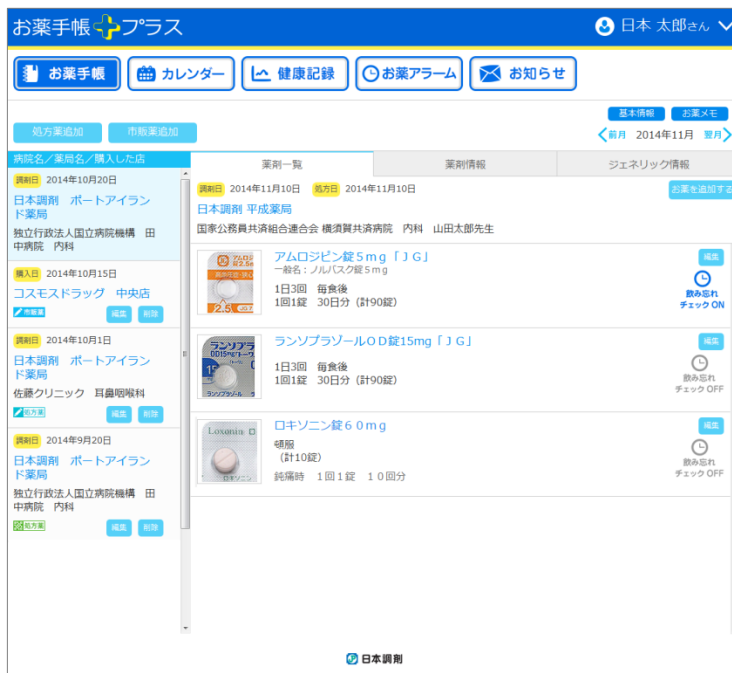 お薬手帳プラス
日本 太郎さん
お薬手帳
カレンダー
健康記録
お薬アラーム
お知らせ
基本情報
お薬メモ
処方薬追加
市販薬追加
前月 2014年11月 翌月
病院名／薬局名／購入した店
調剤日 2014年10月20日
日本調剤 ポートアイラン
ド薬局
独立行政法人国立病院機構 田
中病院 内科
購入日 2014年10月15日
コスモスドラッグ 中央店
市販薬
編集
削除
調剤日 2014年10月1日
日本調剤 ポートアイラン
ド薬局
佐藤クリニック 耳鼻咽喉科
処方薬
編集
削除
調剤日 2014年9月20日
日本調剤 ポートアイラン
ド薬局
独立行政法人国立病院機構 田
中病院 内科
処方薬
編集
削除
薬剤一覧
薬剤情報
ジェネリック情報
調剤日 2014年11月10日 処方日 2014年11月10日
お薬を追加する
日本調剤 平成薬局
国家公務員共済組合連合会 横須賀共済病院 内科 山田太郎先生
アムロジピン錠5mg「JG」
一般名：ノルバスク錠5mg
1日3回 毎食後
1回1錠 30日分（計90錠）
編集
飲み忘れ
チェック ON
2.5
ランソプラゾールOD錠15mg「JG」
1日3回 毎食後
1回1錠 30日分（計90錠）
編集
飲み忘れ
チェック OFF
ランソプラ
OD15mg「トーワ
15
ロキソニン錠60mg
頓服
（計10錠）
鈍痛時 1回1錠 10回分
編集
飲み忘れ
チェック OFF
Loxonin
ロキソニン
日本調剤